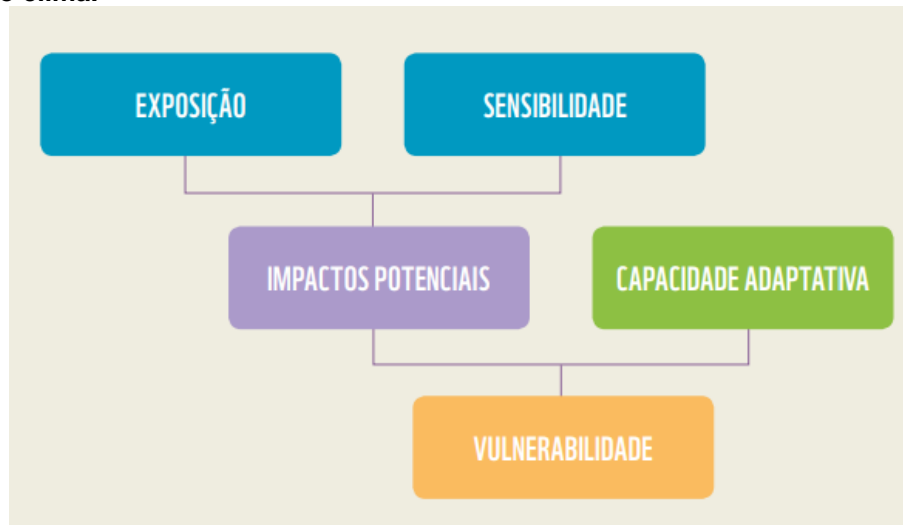 EXPOSIÇÃO
SENSIBILIDADE
IMPACTOS POTENCIAIS
CAPACIDADE ADAPTATIVA
VULNERABILIDADE